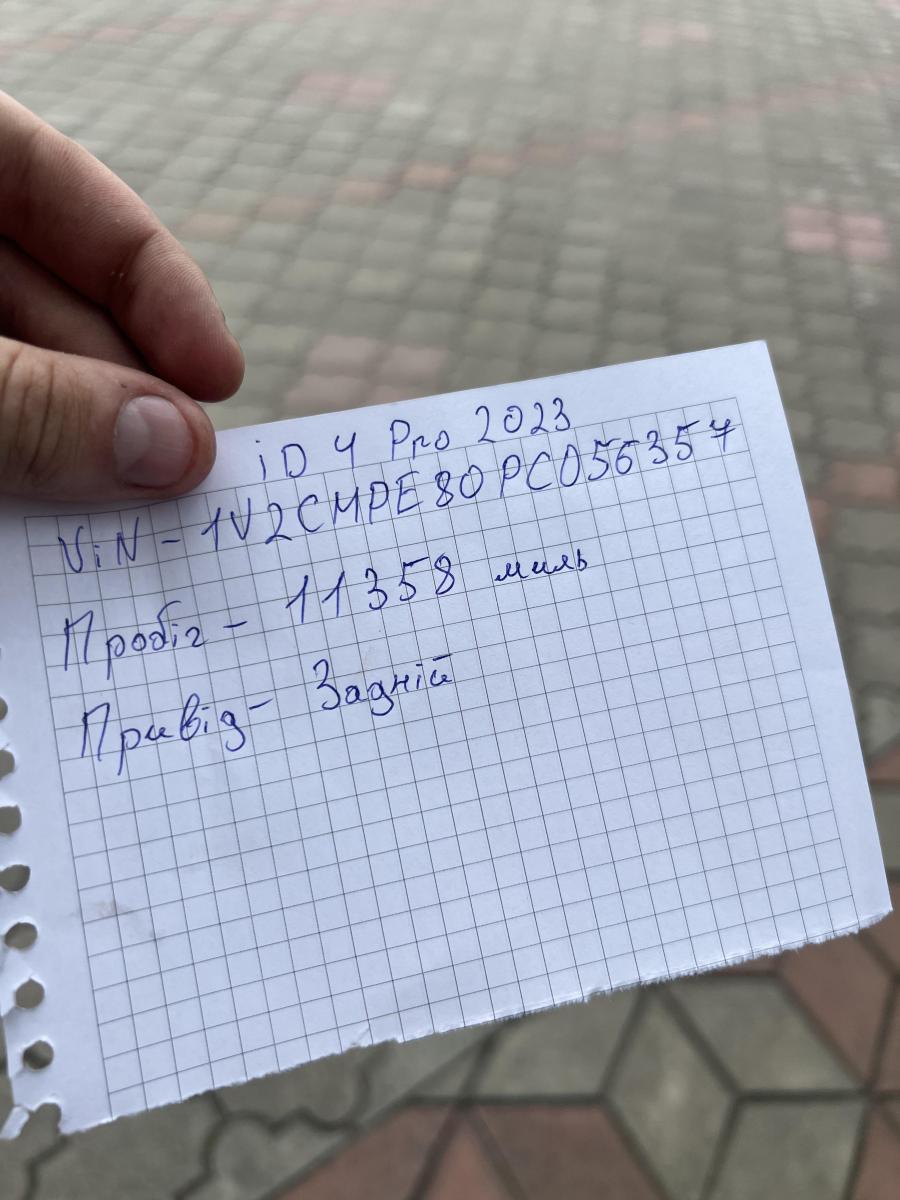 iD 4 Pro 2023
ViN - 1V2CMPE80PC056357
Пробіг - 11358 миль
Привід - Задній